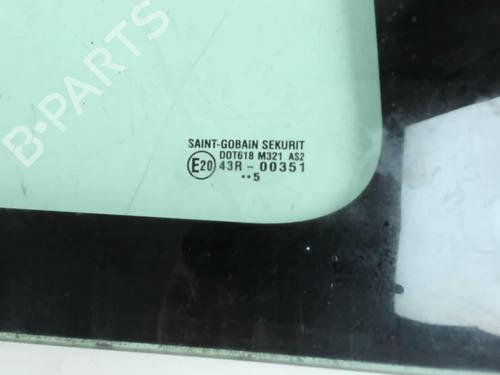 B-PARTS
SAINT-GOBAIN SEKURIT
DOT618 M321 AS2
E20 43R - 00351
••5